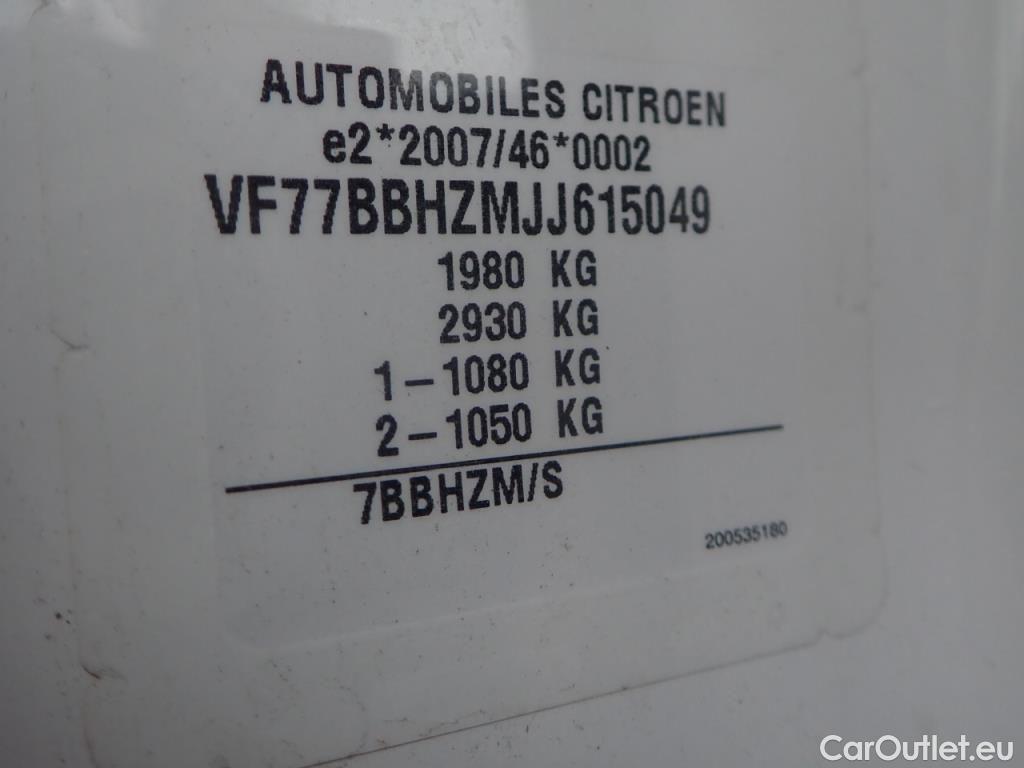 AUTOMOBILES CITROEN
e2*2007/46*0002
VF77BBHZMJJ615049
1980 KG
2930 KG
1-1080 KG
2-1050 KG
7BBHZM/S
200535180
CarOutlet.eu